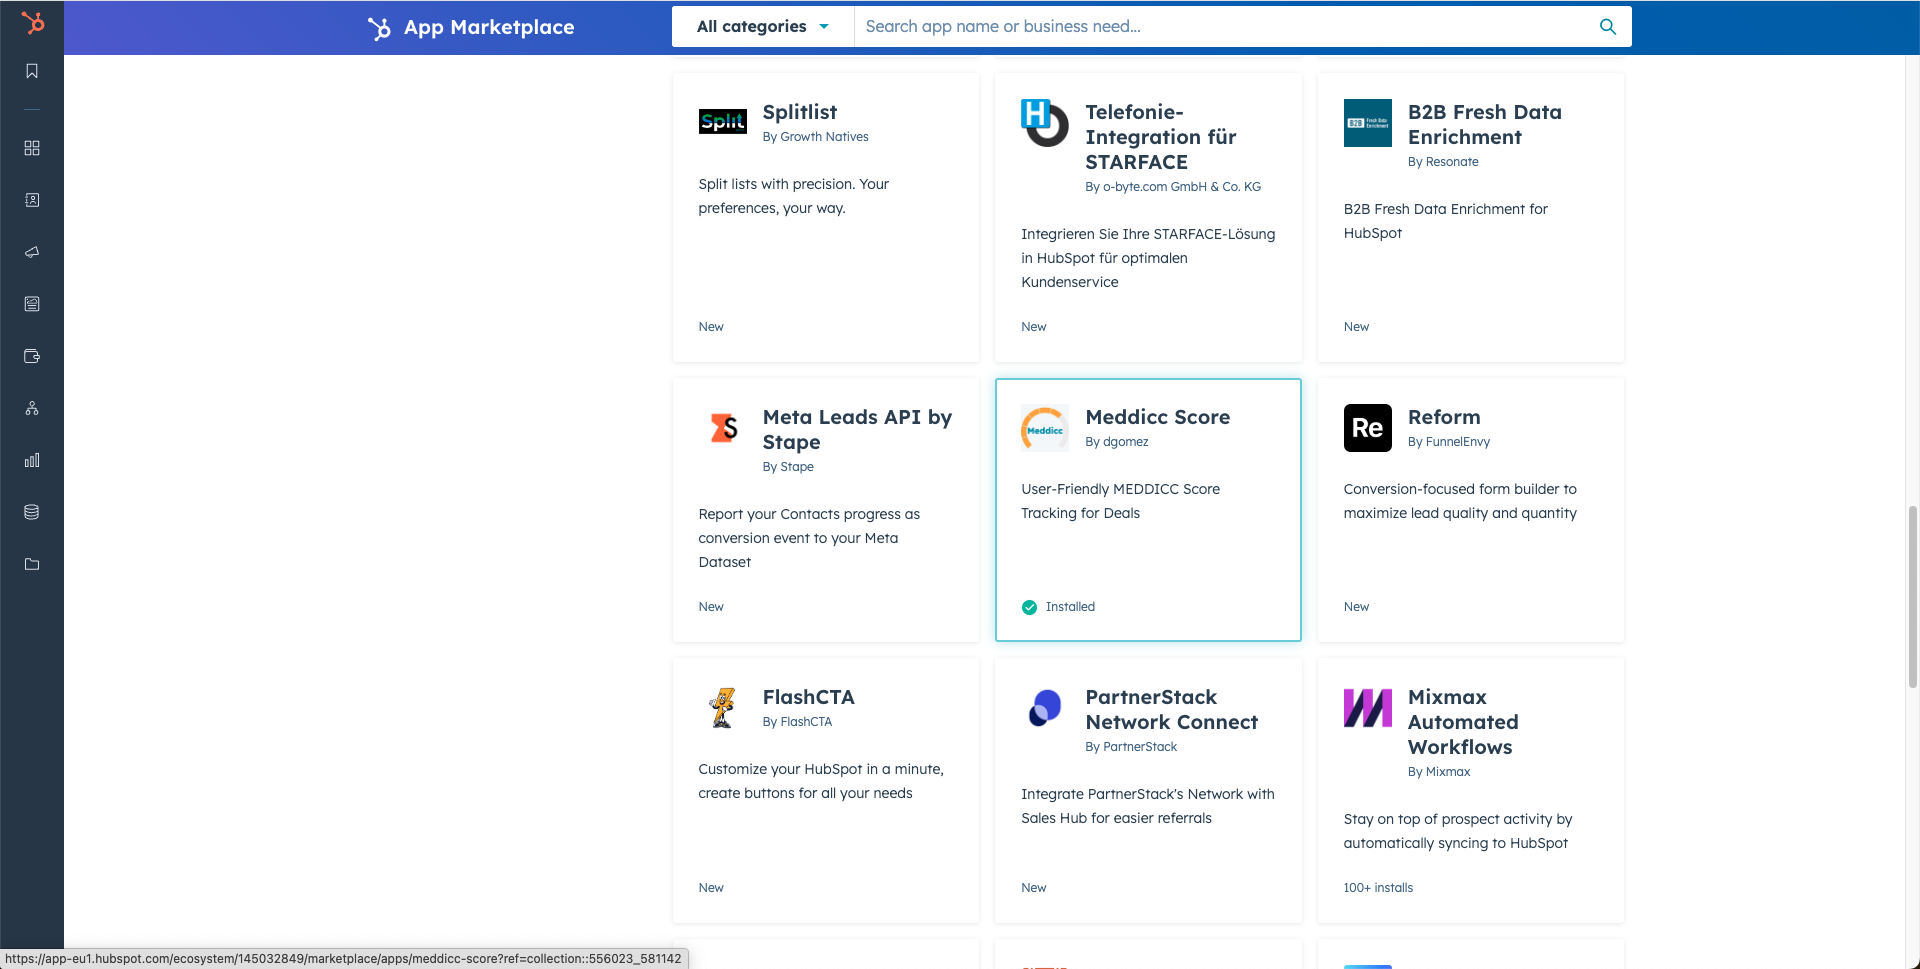 App Marketplace
All categories
Search app name or business need...
Split
Splitlist
By Growth Natives
Split lists with precision. Your
preferences, your way.
New
H
Telefonie-
Integration für
STARFACE
By o-byte.com GmbH & Co. KG
Integrieren Sie Ihre STARFACE-Lösung
in HubSpot für optimalen
Kundenservice
New
B2B Fresh Data Enrichment
B2B Fresh Data
Enrichment
By Resonate
B2B Fresh Data Enrichment for
HubSpot
New
S
Meta Leads API by
Stape
By Stape
Report your Contacts progress as
conversion event to your Meta
Dataset
New
Meddicc
Meddicc Score
By dgomez
User-Friendly MEDDICC Score
Tracking for Deals
Installed
Re
Reform
By FunnelEnvy
Conversion-focused form builder to
maximize lead quality and quantity
New
FlashCTA
By FlashCTA
Customize your HubSpot in a minute,
create buttons for all your needs
New
PartnerStack
Network Connect
By PartnerStack
Integrate PartnerStack's Network with
Sales Hub for easier referrals
New
Mixmax
Automated
Workflows
By Mixmax
Stay on top of prospect activity by
automatically syncing to HubSpot
100+ installs
https://app-eu1.hubspot.com/ecosystem/145032849/marketplace/apps/meddic-score?ref=collection::556023_581142